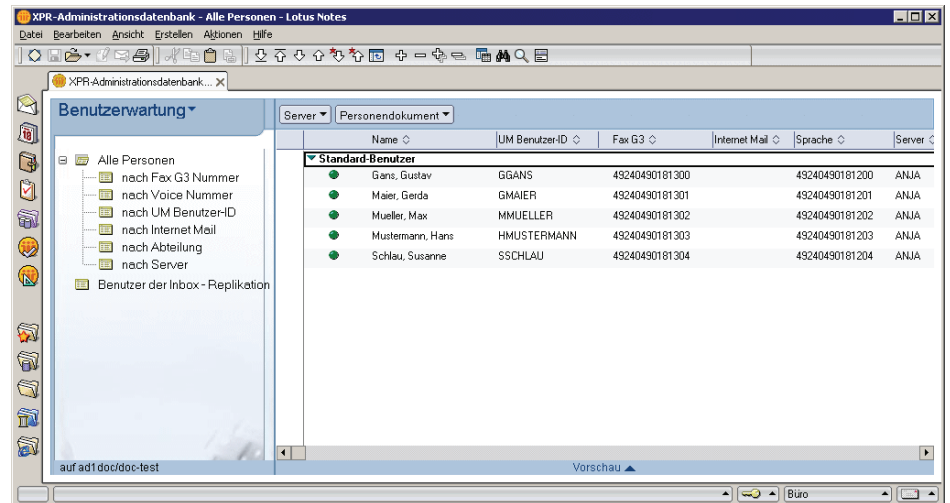 XPR-Administrationsdatenbank - Alle Personen - Lotus Notes
Datei Bearbeiten Ansicht Erstellen Aktionen Hilfe
XPR-Administrationsdatenbank...
Benutzerwartung
Server Personendokument
Name UM Benutzer-ID Fax G3 Internet Mail Sprache Server
Alle Personen
nach Fax G3 Nummer
nach Voice Nummer
nach UM Benutzer-ID
nach Internet Mail
nach Abteilung
nach Server
Benutzer der Inbox - Replikation
Standard-Benutzer
Gans, Gustav GGANS 49240490181300 49240490181200 ANJA
Maier, Gerda GMAIER 49240490181301 49240490181201 ANJA
Mueller, Max MMUELLER 49240490181302 49240490181202 ANJA
Mustermann, Hans HMUSTERMANN 49240490181303 49240490181203 ANJA
Schlau, Susanne SSCHLAU 49240490181304 49240490181204 ANJA
auf ad1doc/doc-test
Vorschau
Büro